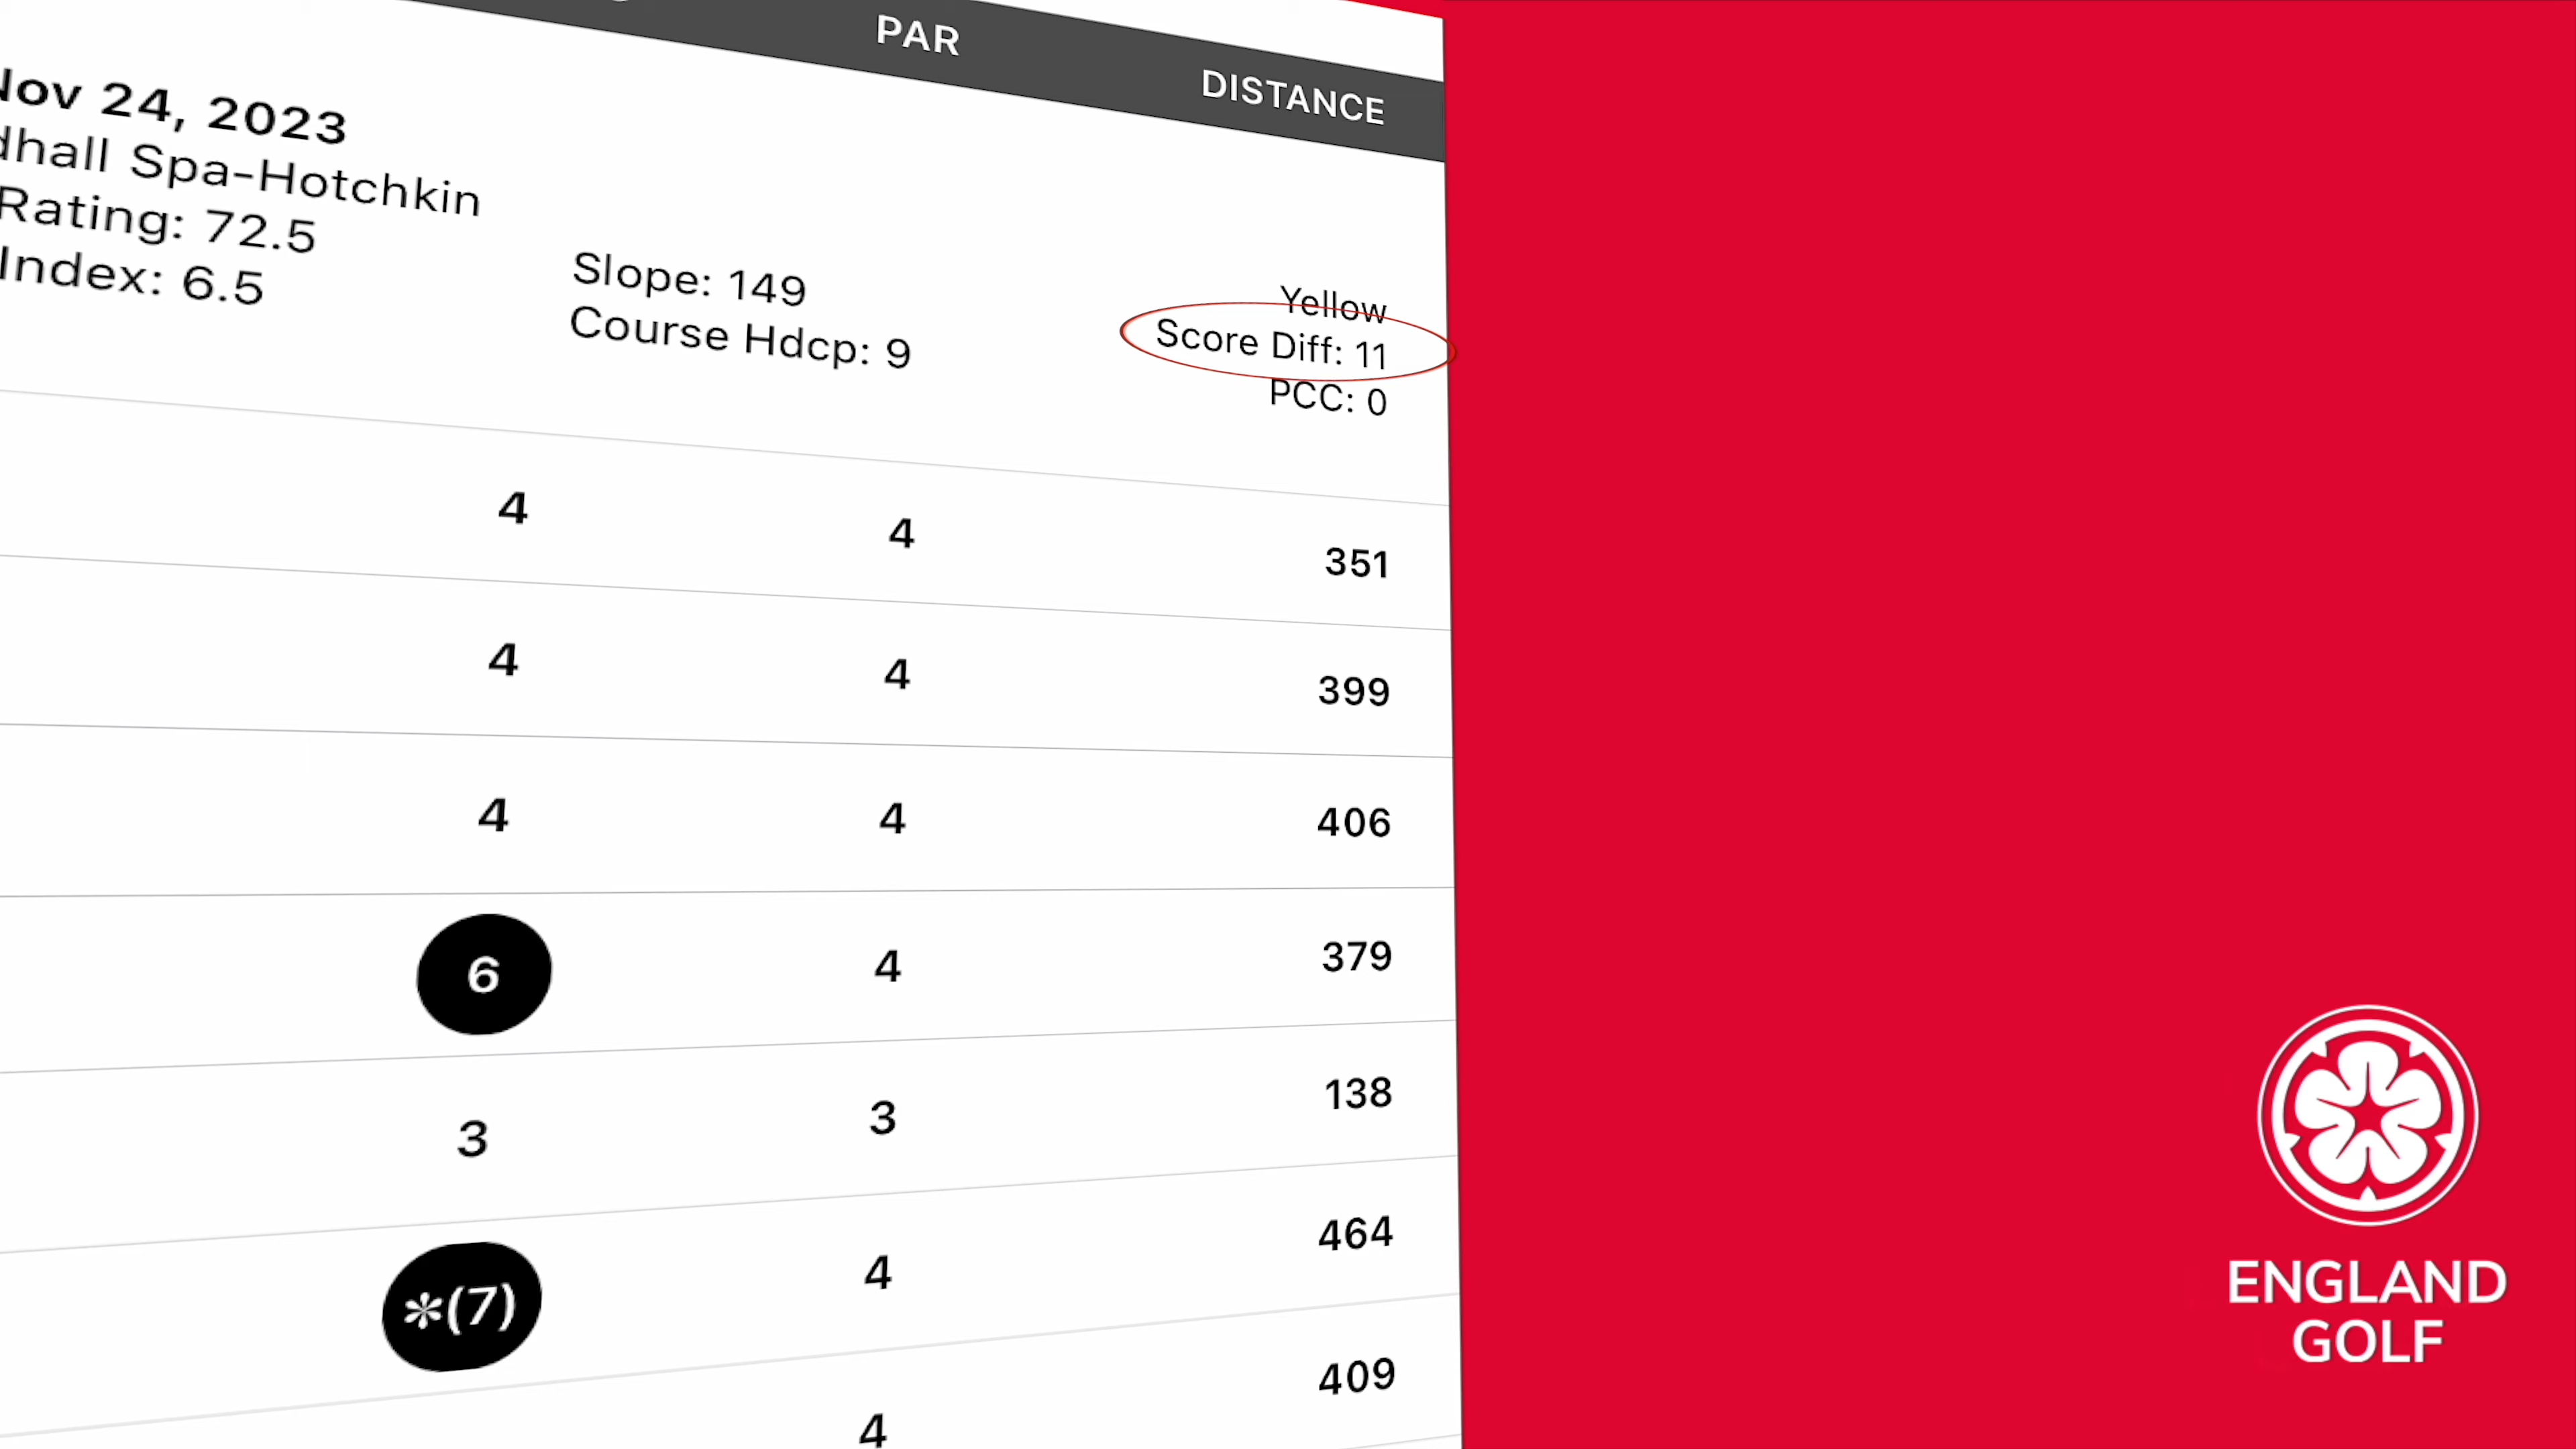 PAR DISTANCE
Nov 24, 2023
Spa-Hotchkin
Rating: 72.5
Index: 6.5
Slope: 149
Course Hdcp: 9
Yellow
Score Diff: 11
PCC: 0
4 4 351
4 4 399
4 4 406
6 4 379
3 3 138
*(7) 4 464
4 409
ENGLAND
GOLF